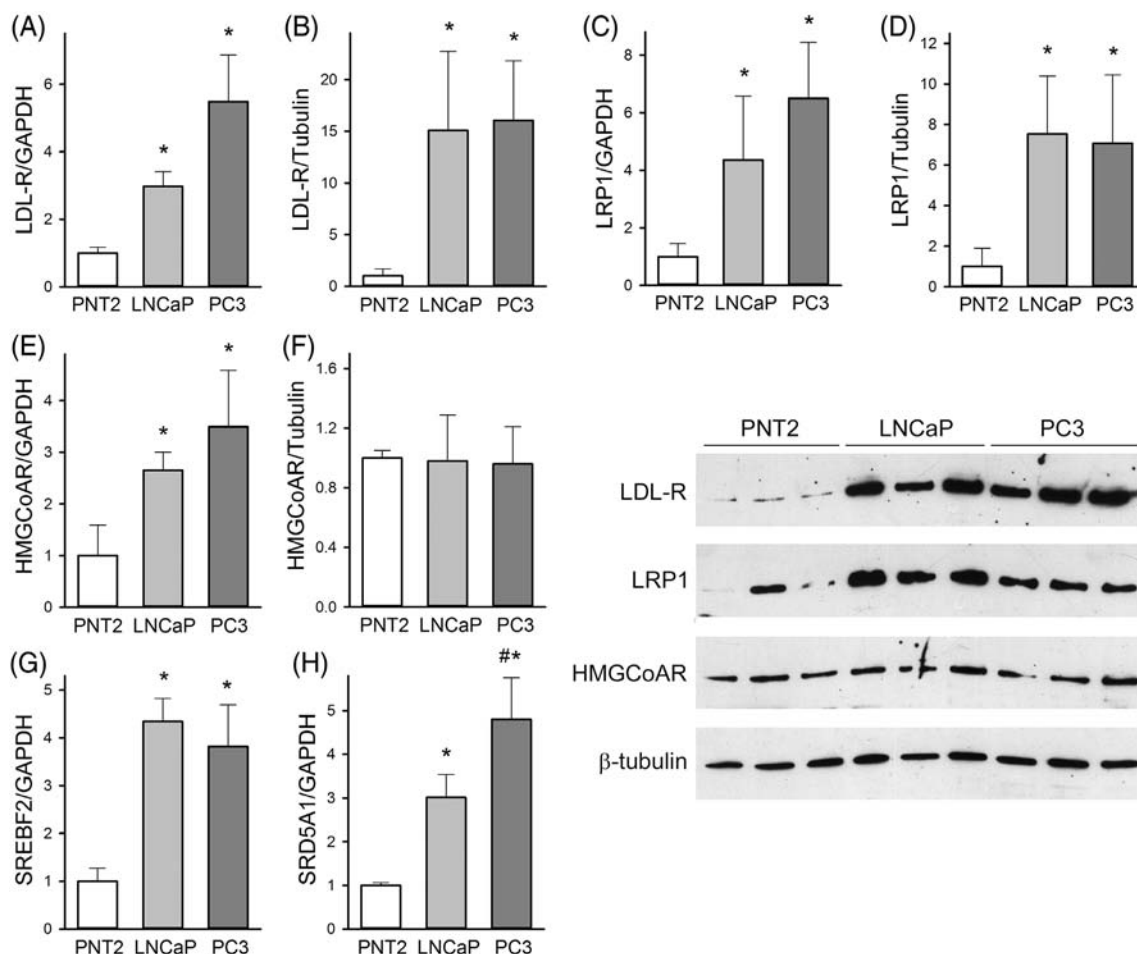 (A)
LDL-R/GAPDH
6
4
2
0
*
*
PNT2 LNCaP PC3
(B)
LDL-R/Tubulin
20
15
10
5
0
*
*
PNT2 LNCaP PC3
(C)
LRP1/GAPDH
8
6
4
2
0
*
*
PNT2 LNCaP PC3
(D)
LRP1/Tubulin
12
10
8
6
4
2
0
*
*
PNT2 LNCaP PC3
(E)
HMGCoAR/GAPDH
4
3
2
1
0
*
*
PNT2 LNCaP PC3
(F)
HMGCoAR/Tubulin
1.6
1.2
0.8
0.4
0.0
PNT2 LNCaP PC3
(G)
SREBF2/GAPDH
5
4
3
2
1
0
*
*
PNT2 LNCaP PC3
(H)
SRD5A1/GAPDH
5
4
3
2
1
0
*
#*
PNT2 LNCaP PC3
PNT2 LNCaP PC3
LDL-R
LRP1
HMGCoAR
β-tubulin